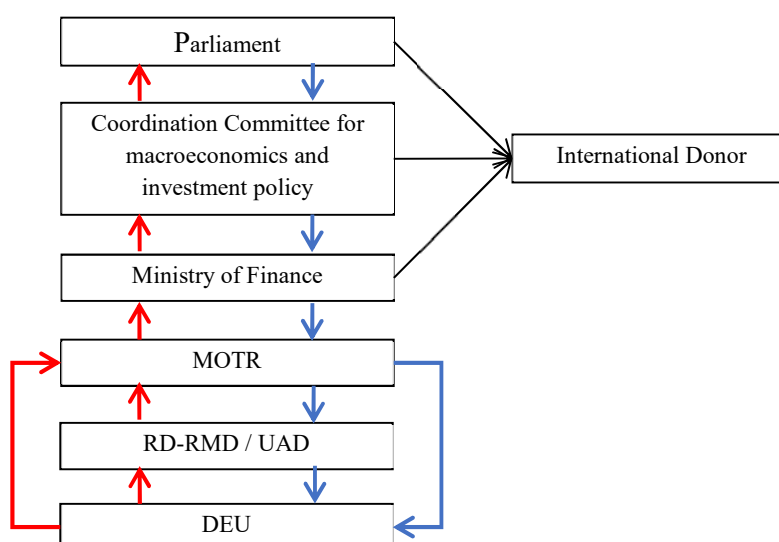 Parliament
Coordination Committee for
macroeconomics and
investment policy
International Donor
Ministry of Finance
MOTR
RD-RMD / UAD
DEU